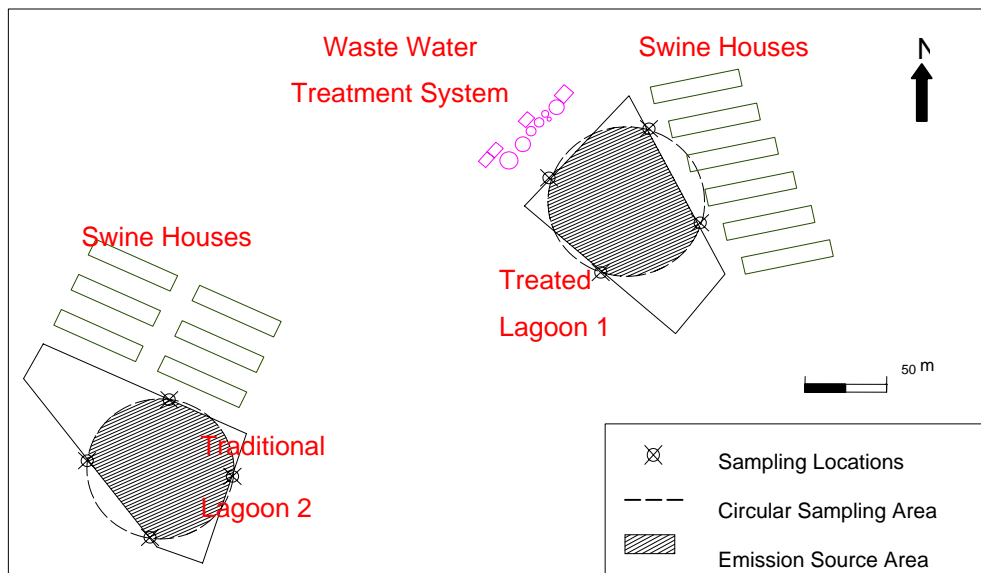 Waste Water
Treatment System
Swine Houses
N
Swine Houses
Treated
Lagoon 1
50 m
Traditional
Lagoon 2
Sampling Locations
Circular Sampling Area
Emission Source Area